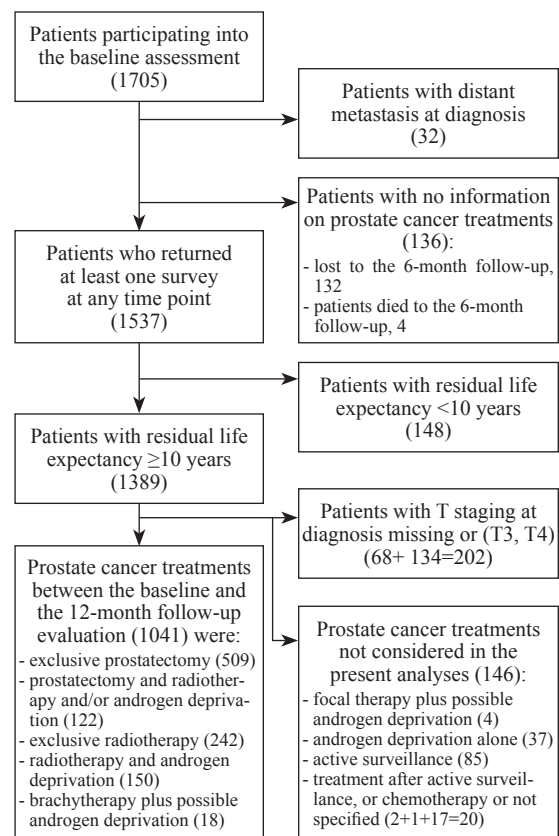 Patients participating into
the baseline assessment
(1705)
Patients with distant
metastasis at diagnosis
(32)
Patients with no information
on prostate cancer treatments
(136):
- lost to the 6-month follow-up,
132
- patients died to the 6-month
follow-up, 4
Patients who returned
at least one survey
at any time point
(1537)
Patients with residual life
expectancy <10 years
(148)
Patients with residual life
expectancy ≥10 years
(1389)
Patients with T staging at
diagnosis missing or (T3, T4)
(68+ 134=202)
Prostate cancer treatments
between the baseline and
the 12-month follow-up
evaluation (1041) were:
- exclusive prostatectomy (509)
- prostatectomy and radiother-
apy and/or androgen depriva-
tion (122)
- exclusive radiotherapy (242)
- radiotherapy and androgen
deprivation (150)
- brachytherapy plus possible
androgen deprivation (18)
Prostate cancer treatments
not considered in the
present analyses (146):
- focal therapy plus possible
androgen deprivation (4)
- androgen deprivation alone (37)
- active surveillance (85)
- treatment after active surveil-
lance, or chemotherapy or not
specified (2+1+17=20)